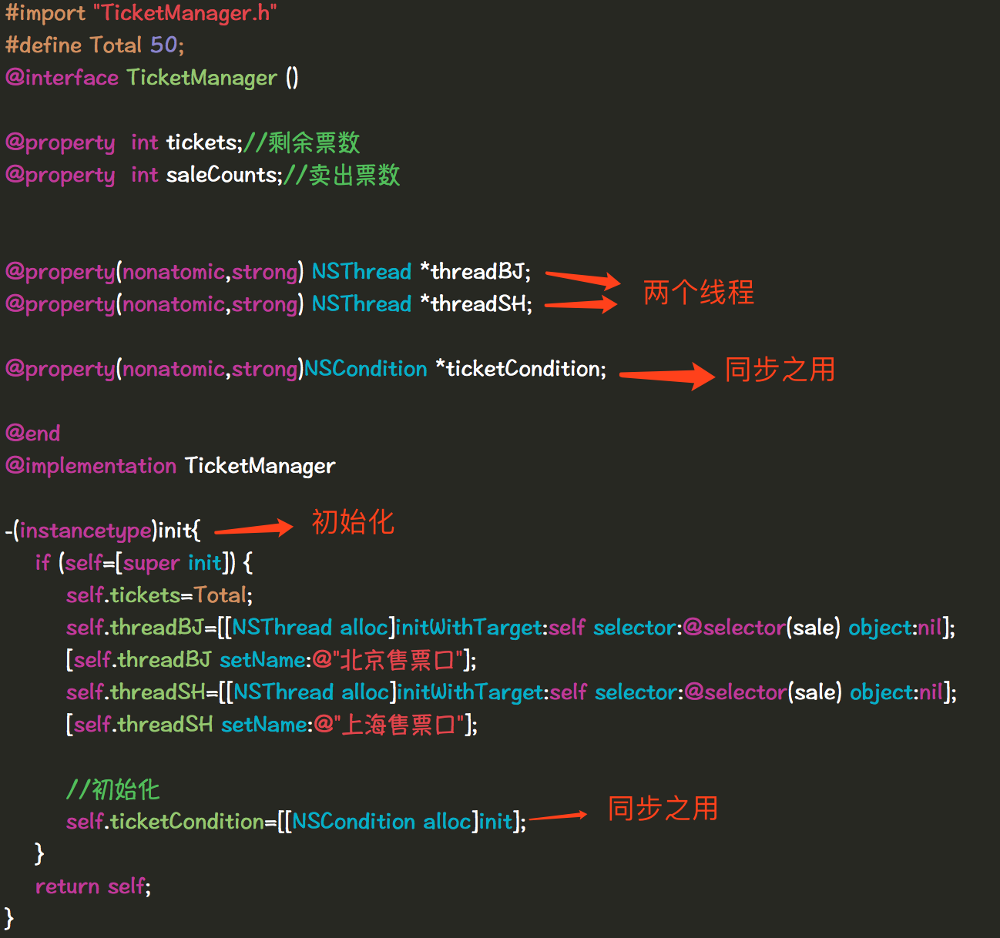 #import "TicketManager.h"
#define Total 50;
@interface TicketManager ()
@property  int tickets;//剩余票数
@property  int saleCounts;//卖出票数
@property(nonatomic,strong) NSThread *threadBJ;
两个线程
@property(nonatomic,strong) NSThread *threadSH;
@property(nonatomic,strong)NSCondition *ticketCondition; 同步之用
@end
@implementation TicketManager
-(instancetype)init{ 初始化
if (self=[super init]) {
self.tickets=Total;
self.threadBJ=[[NSThread alloc]initWithTarget:self selector:@selector(sale) object:nil];
[self.threadBJ setName:@"北京售票口"];
self.threadSH=[[NSThread alloc]initWithTarget:self selector:@selector(sale) object:nil];
[self.threadSH setName:@"上海售票口"];
//初始化
self.ticketCondition=[[NSCondition alloc]init]; 同步之用
}
return self;
}